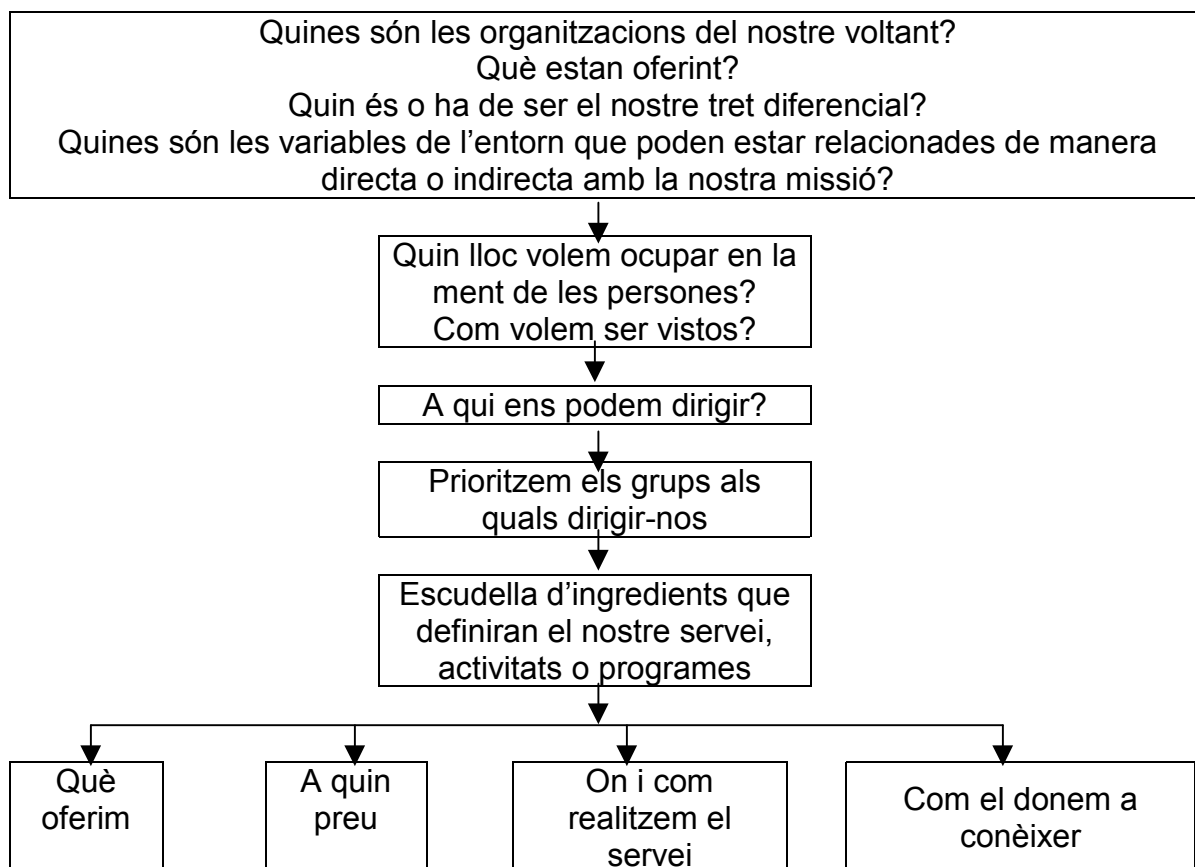 Quines són les organitzacions del nostre voltant?
Què estan oferint?
Quin és o ha de ser el nostre tret diferencial?
Quines són les variables de l’entorn que poden estar relacionades de manera
directa o indirecta amb la nostra missió?
Quin lloc volem ocupar en la
ment de les persones?
Com volem ser vistos?
A qui ens podem dirigir?
Prioritzem els grups als
quals dirigir-nos
Escudella d’ingredients que
definiran el nostre servei,
activitats o programes
Què
oferim
A quin
preu
On i com
realitzem el
servei
Com el donem a
conèixer